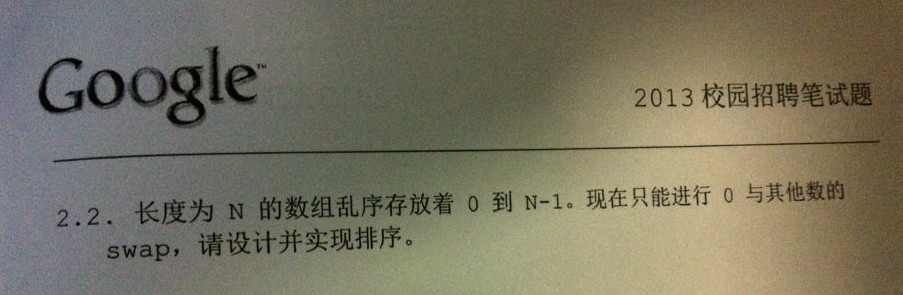 Google™
2013 校园招聘笔试题
2.2. 长度为 N 的数组乱序存放着 0 到 N-1。现在只能进行 0 与其他数的
swap，请设计并实现排序。